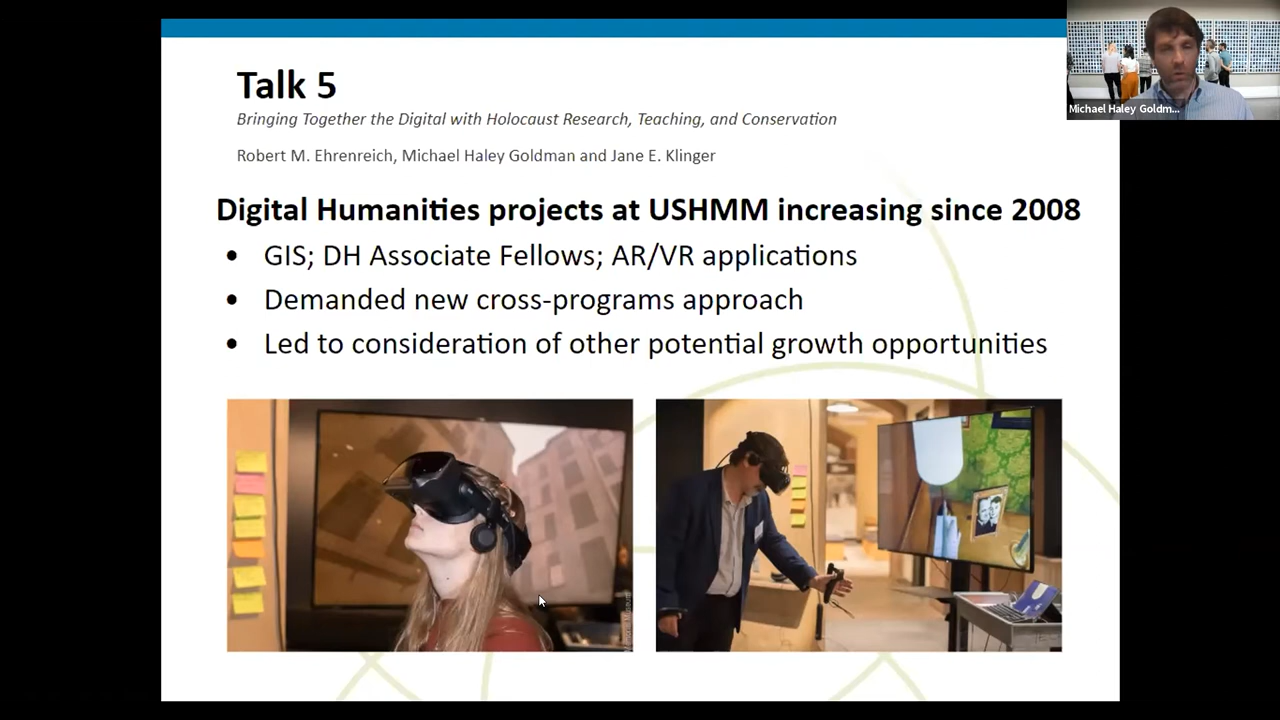 Talk 5
Bringing Together the Digital with Holocaust Research, Teaching, and Conservation
Robert M. Ehrenreich, Michael Haley Goldman and Jane E. Klinger
Digital Humanities projects at USHMM increasing since 2008
• GIS; DH Associate Fellows; AR/VR applications
• Demanded new cross-programs approach
• Led to consideration of other potential growth opportunities
Michael Haley Goldm...